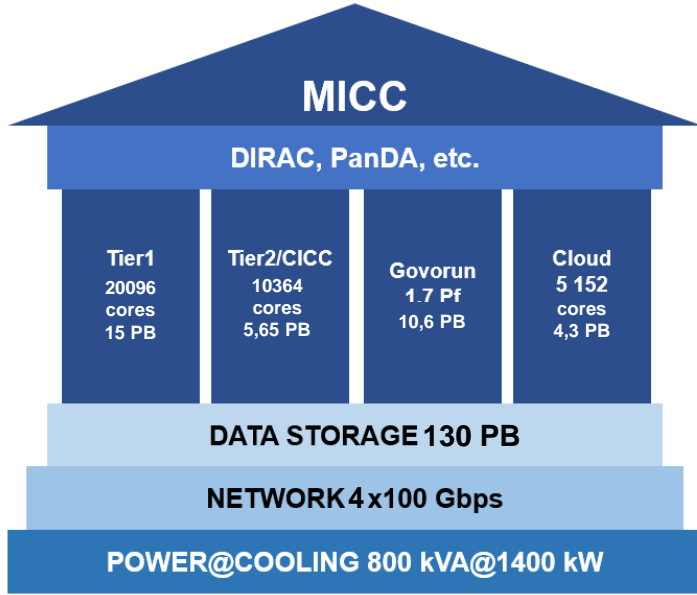 MICC
DIRAC, PanDA, etc.
Tier1
20096
cores
15 PB
Tier2/CICC
10364
cores
5,65 PB
Govorun
1.7 Pf
10,6 PB
Cloud
5 152
cores
4,3 PB
DATA STORAGE 130 PB
NETWORK 4 x100 Gbps
POWER@COOLING 800 kVA@1400 kW